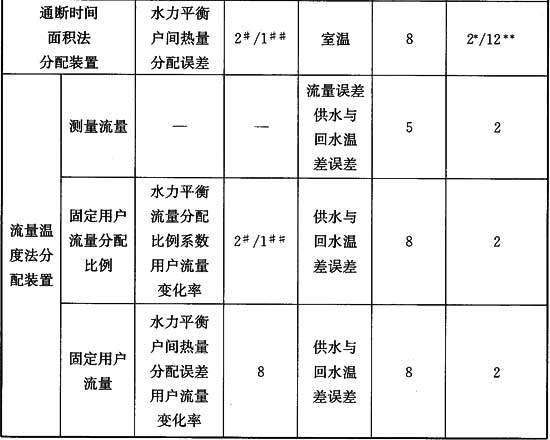 通断时间
面积法
分配装置
水力平衡
户间热量
分配误差
2#/1##
室温
8
2*/12**
流量温
度法分
配装置
测量流量
—
—
流量误差
供水与
回水温
差误差
5
2
固定用户
流量分配
比例
水力平衡
流量分配
比例系数
用户流量
变化率
2#/1##
供水与
回水温
差误差
8
2
固定用户
流量
水力平衡
户间热量
分配误差
用户流量
变化率
8
供水与
回水温
差误差
8
2